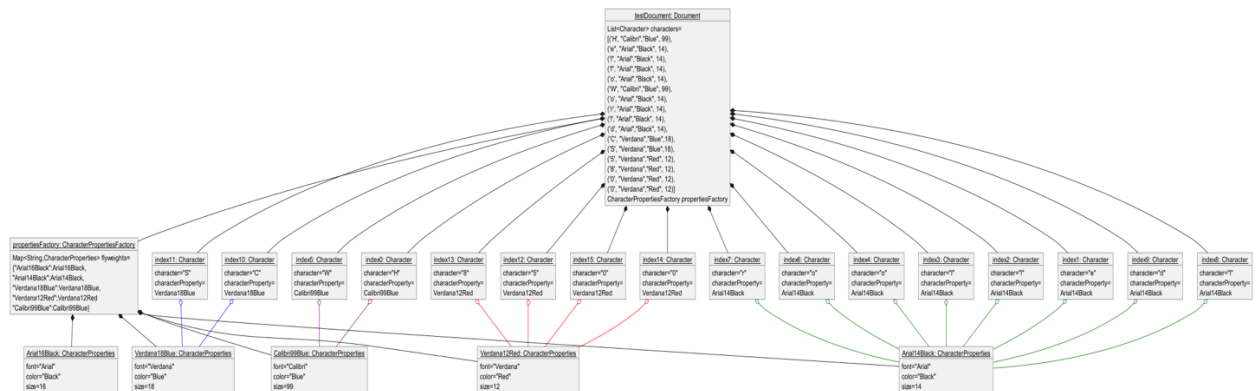 testDocument: Document
List<Character> characters=
[('H', "Calibri","Blue", 99),
('e', "Arial","Black", 14),
('l', "Arial","Black", 14),
('l', "Arial","Black", 14),
('o', "Arial","Black", 14),
('W', "Calibri","Blue", 99),
('o', "Arial","Black", 14),
('r', "Arial","Black", 14),
('l', "Arial","Black", 14),
('d', "Arial","Black", 14),
('C', "Verdana","Blue",18),
('S', "Verdana","Blue",18),
('5', "Verdana","Red", 12),
('8', "Verdana","Red", 12),
('0', "Verdana","Red", 12),
('0', "Verdana","Red", 12)]
CharacterPropertiesFactory propertiesFactory
propertiesFactory: CharacterPropertiesFactory
Map<String,CharacterProperties> flyweights=
{"Arial16Black":Arial16Black,
"Arial14Black":Arial14Black,
"Verdana18Blue":Verdana18Blue,
"Verdana12Red":Verdana12Red
"Calibri99Blue":Calibri99Blue}
index11: Character
character="S"
characterProperty=
Verdana18Blue
index10: Character
character="C"
characterProperty=
Verdana18Blue
index5: Character
character="W"
characterProperty=
Calibri99Blue
index0: Character
character="H"
characterProperty=
Calibri99Blue
index13: Character
character="8"
characterProperty=
Verdana12Red
index12: Character
character="5"
characterProperty=
Verdana12Red
index15: Character
character="0"
characterProperty=
Verdana12Red
index14: Character
character="0"
characterProperty=
Verdana12Red
index7: Character
character="r"
characterProperty=
Arial14Black
index6: Character
character="o"
characterProperty=
Arial14Black
index4: Character
character="o"
characterProperty=
Arial14Black
index3: Character
character="l"
characterProperty=
Arial14Black
index2: Character
character="l"
characterProperty=
Arial14Black
index1: Character
character="e"
characterProperty=
Arial14Black
index9: Character
character="d"
characterProperty=
Arial14Black
index8: Character
character="l"
characterProperty=
Arial14Black
Arial16Black: CharacterProperties
font="Arial"
color="Black"
size=16
Verdana18Blue: CharacterProperties
font="Verdana"
color="Blue"
size=18
Calibri99Blue: CharacterProperties
font="Calibri"
color="Blue"
size=99
Verdana12Red: CharacterProperties
font="Verdana"
color="Red"
size=12
Arial14Black: CharacterProperties
font="Arial"
color="Black"
size=14